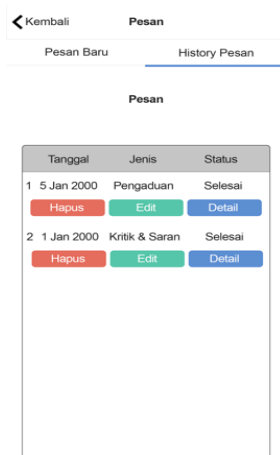 Kembali Pesan
Pesan Baru History Pesan
Pesan
Tanggal Jenis Status
1 5 Jan 2000 Pengaduan Selesai
Hapus Edit Detail
2 1 Jan 2000 Kritik & Saran Selesai
Hapus Edit Detail